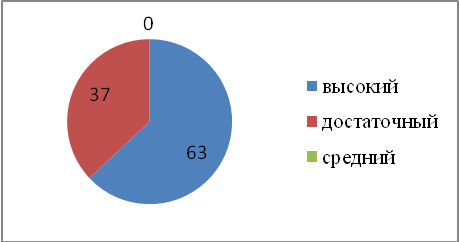 0
37
63
высокий
достаточный
средний